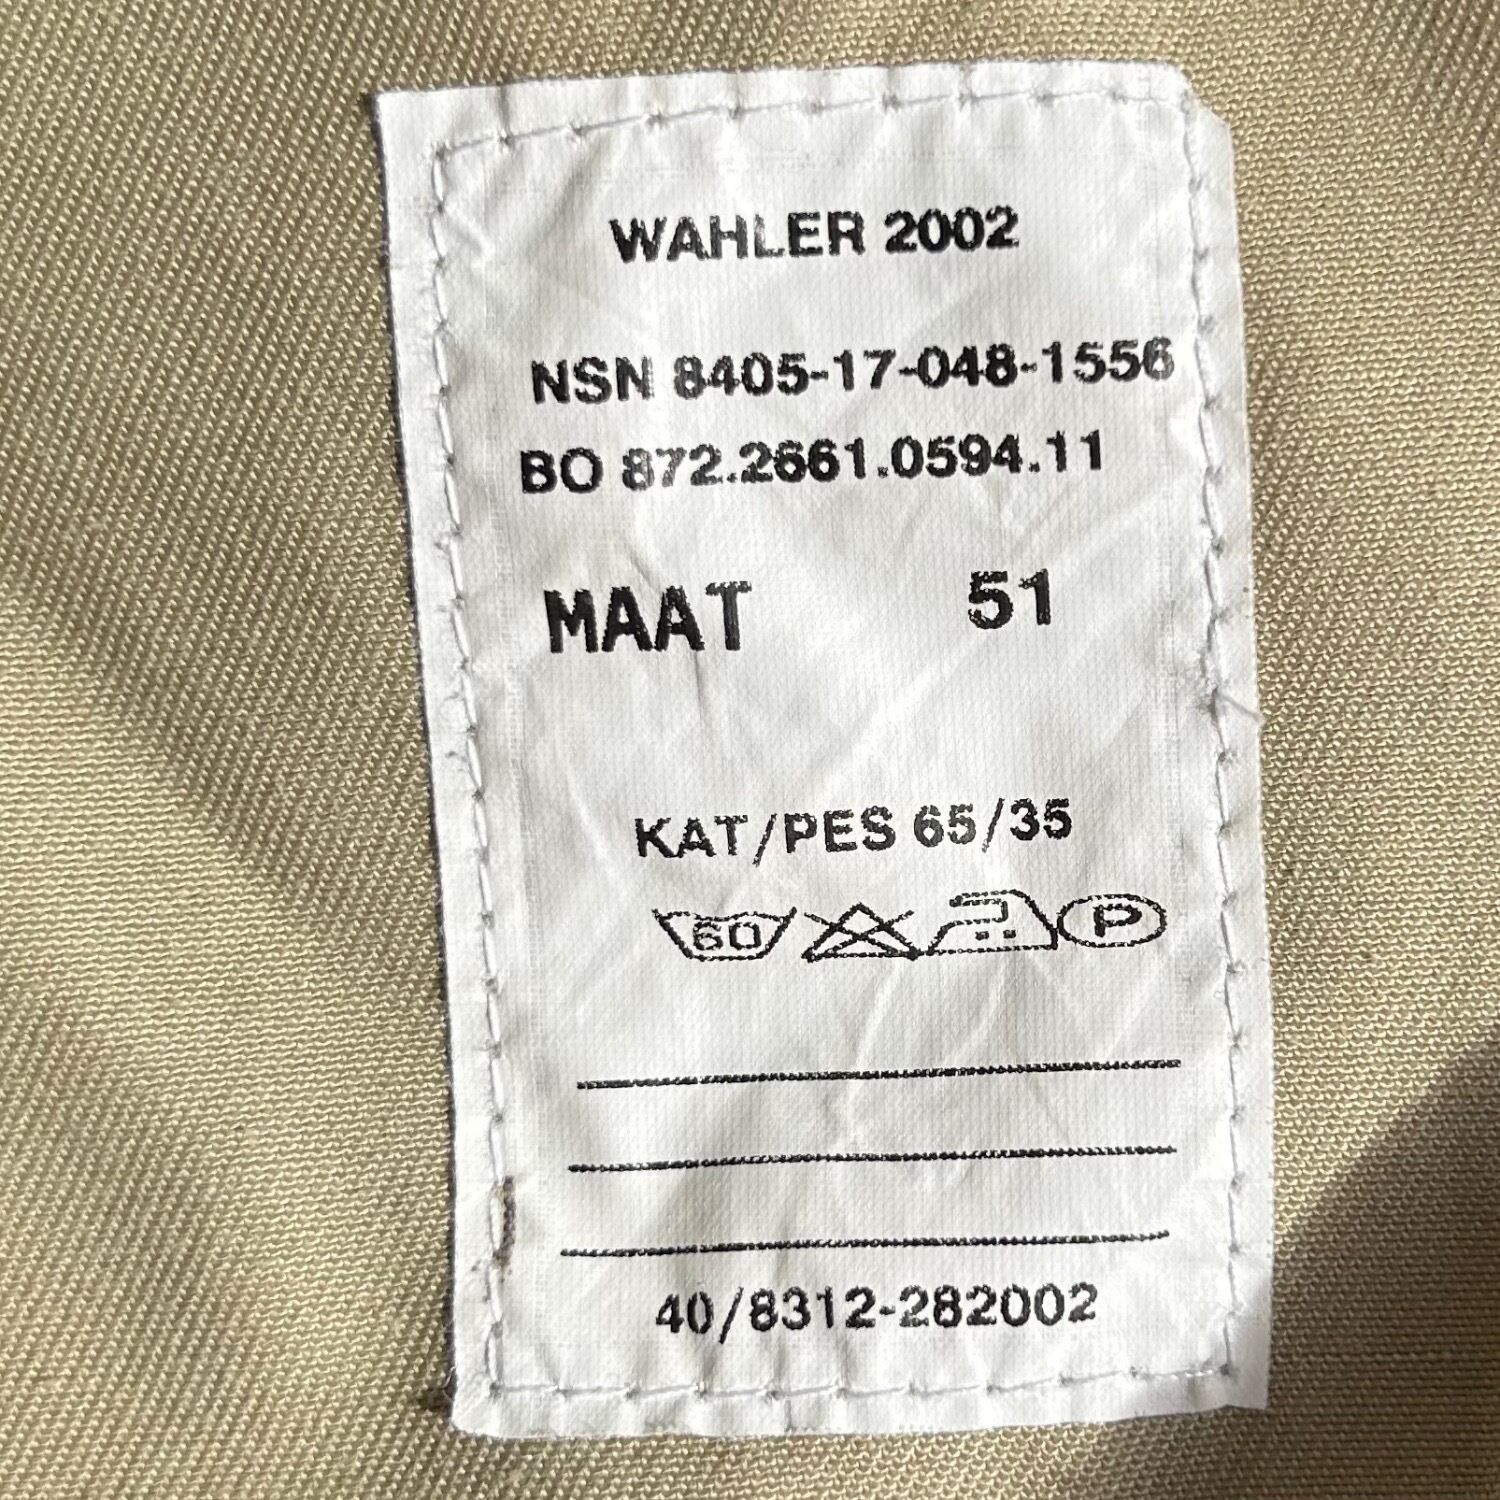 WAHLER 2002
NSN 8405-17-048-1556
BO 872.2661.0594.11
MAAT 51
KAT/PES 65/35
60 P
40/8312-282002